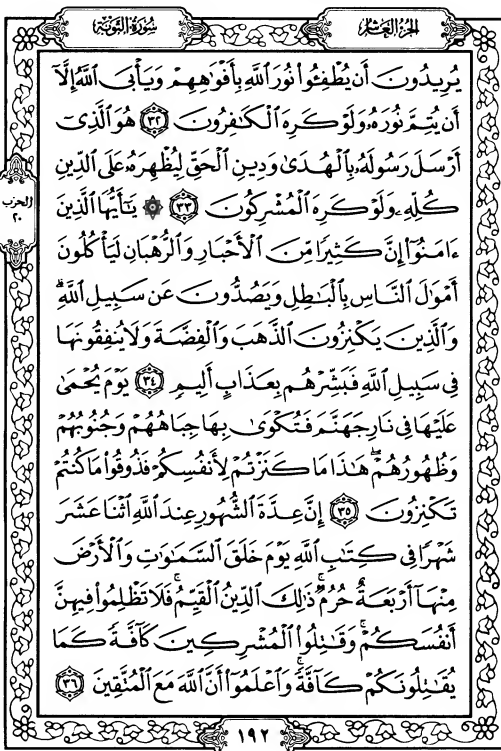 الجزء العاشر
سورة التوبة
يُرِيدُونَ أَن يُطْفِـُٔوا۟ نُورَ ٱللَّهِ بِأَفْوَٰهِهِمْ وَيَأْبَى ٱللَّهُ إِلَّآ
أَن يُتِمَّ نُورَهُۥ وَلَوْ كَرِهَ ٱلْكَٰفِرُونَ ٣٢ هُوَ ٱلَّذِىٓ
أَرْسَلَ رَسُولَهُۥ بِٱلْهُدَىٰ وَدِينِ ٱلْحَقِّ لِيُظْهِرَهُۥ عَلَى ٱلدِّينِ
كُلِّهِۦ وَلَوْ كَرِهَ ٱلْمُشْرِكُونَ ٣٣ ۞ يَٰٓأَيُّهَا ٱلَّذِينَ
ءَامَنُوٓا۟ إِنَّ كَثِيرًا مِّنَ ٱلْأَحْبَارِ وَٱلرُّهْبَانِ لَيَأْكُلُونَ
أَمْوَٰلَ ٱلنَّاسِ بِٱلْبَٰطِلِ وَيَصُدُّونَ عَن سَبِيلِ ٱللَّهِ ۗ
وَٱلَّذِينَ يَكْنِزُونَ ٱلذَّهَبَ وَٱلْفِضَّةَ وَلَا يُنفِقُونَهَا
فِى سَبِيلِ ٱللَّهِ فَبَشِّرْهُم بِعَذَابٍ أَلِيمٍ ٣٤ يَوْمَ يُحْمَىٰ
عَلَيْهَا فِى نَارِ جَهَنَّمَ فَتُكْوَىٰ بِهَا جِبَاهُهُمْ وَجُنُوبُهُمْ
وَظُهُورُهُمْ ۖ هَٰذَا مَا كَنَزْتُمْ لِأَنفُسِكُمْ فَذُوقُوا۟ مَا كُنتُمْ
تَكْنِزُونَ ٣٥ إِنَّ عِدَّةَ ٱلشُّهُورِ عِندَ ٱللَّهِ ٱثْنَا عَشَرَ
شَهْرًا فِى كِتَٰبِ ٱللَّهِ يَوْمَ خَلَقَ ٱلسَّمَٰوَٰتِ وَٱلْأَرْضَ
مِنْهَآ أَرْبَعَةٌ حُرُمٌ ۚ ذَٰلِكَ ٱلدِّينُ ٱلْقَيِّمُ ۚ فَلَا تَظْلِمُوا۟ فِيهِنَّ
أَنفُسَكُمْ ۚ وَقَٰتِلُوا۟ ٱلْمُشْرِكِينَ كَآفَّةً كَمَا
يُقَٰتِلُونَكُمْ كَآفَّةً ۚ وَٱعْلَمُوٓا۟ أَنَّ ٱللَّهَ مَعَ ٱلْمُتَّقِينَ ٣٦
الحزب
٢٠
١٩٢